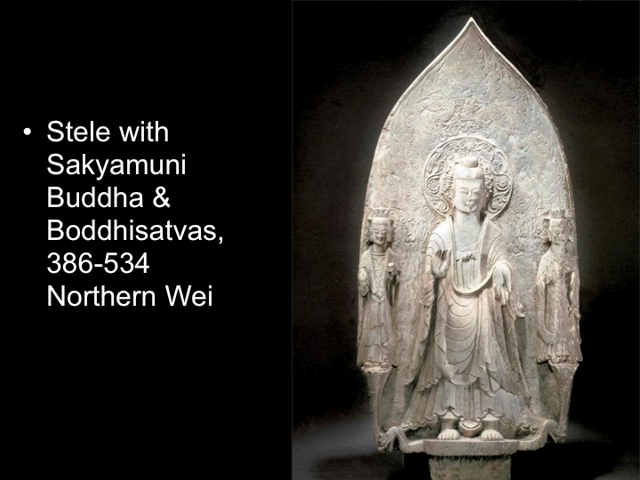 • Stele with
Sakyamuni
Buddha &
Boddhisatvas,
386-534
Northern Wei